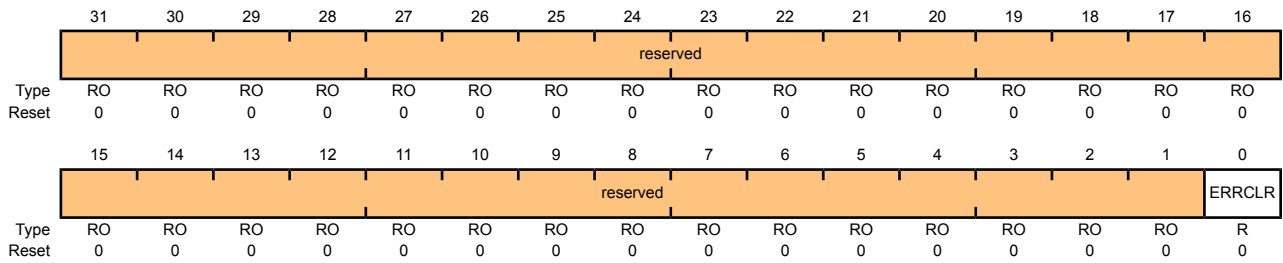 31 30 29 28 27 26 25 24 23 22 21 20 19 18 17 16
reserved
Type RO RO RO RO RO RO RO RO RO RO RO RO RO RO RO RO
Reset 0 0 0 0 0 0 0 0 0 0 0 0 0 0 0 0
15 14 13 12 11 10 9 8 7 6 5 4 3 2 1 0
reserved ERRCLR
Type RO RO RO RO RO RO RO RO RO RO RO RO RO RO RO R
Reset 0 0 0 0 0 0 0 0 0 0 0 0 0 0 0 0